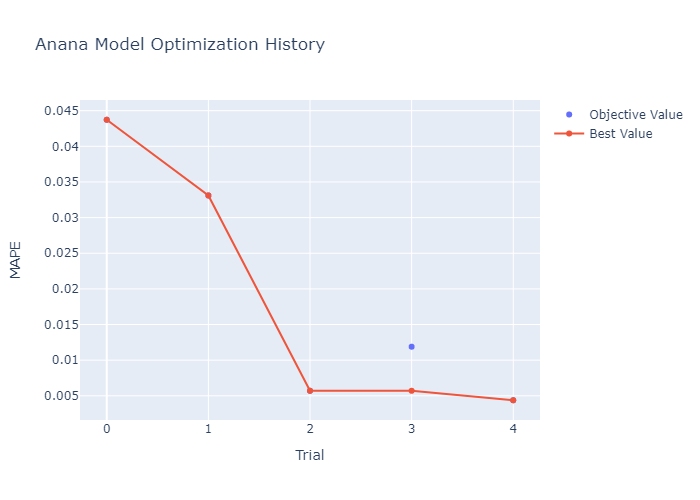 Anana Model Optimization History
Objective Value
Best Value
0.045
0.04
0.035
0.03
0.025
0.02
0.015
0.01
0.005
MAPE
0 1 2 3 4
Trial